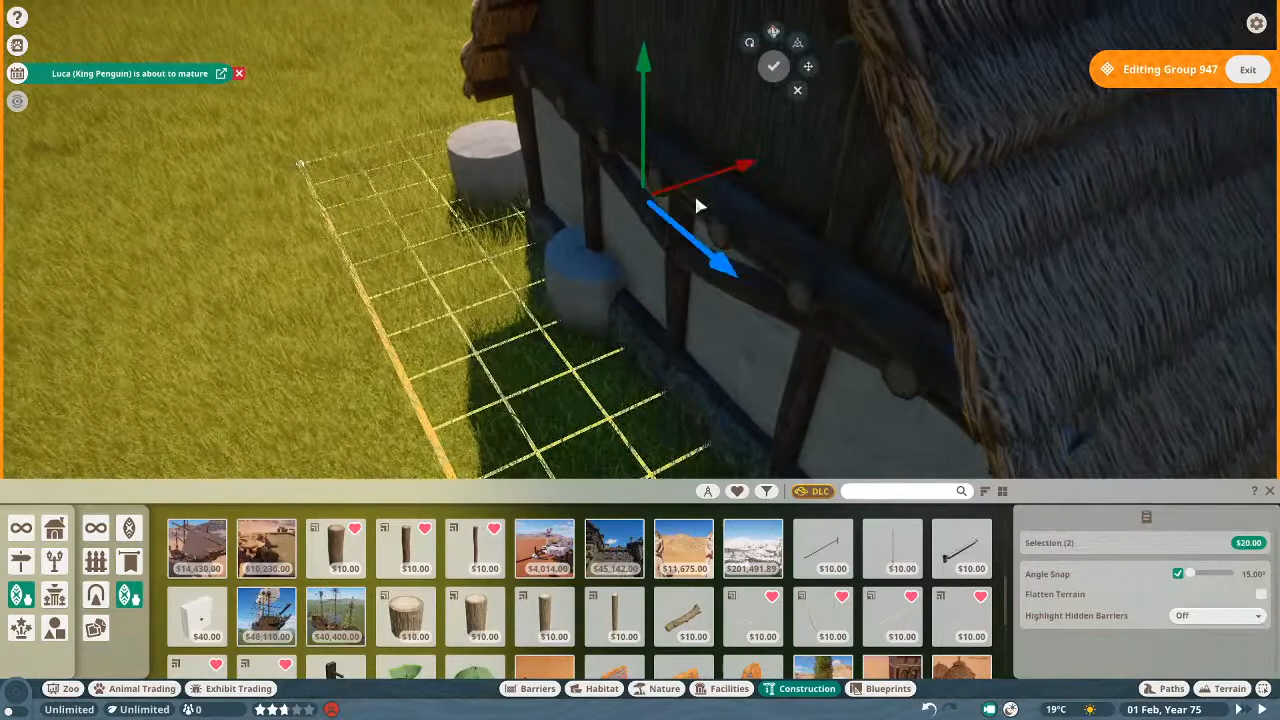 ?
Luca (King Penguin) is about to mature
Editing Group 947
Exit
DLC
?
$14,430.00
$10,230.00
$10.00
$10.00
$10.00
$4,014.00
$45,142.00
$11,675.00
$201,491.89
$10.00
$10.00
$10.00
$40.00
$46,110.00
$40,400.00
$10.00
$10.00
$10.00
$10.00
$10.00
$10.00
$10.00
$10.00
$10.00
Selection (2)
$20.00
Angle Snap
15.00°
Flatten Terrain
Highlight Hidden Barriers
Off
Zoo
Animal Trading
Exhibit Trading
Barriers
Habitat
Nature
Facilities
Construction
Blueprints
Paths
Terrain
Unlimited
Unlimited
0
19°C
01 Feb, Year 75